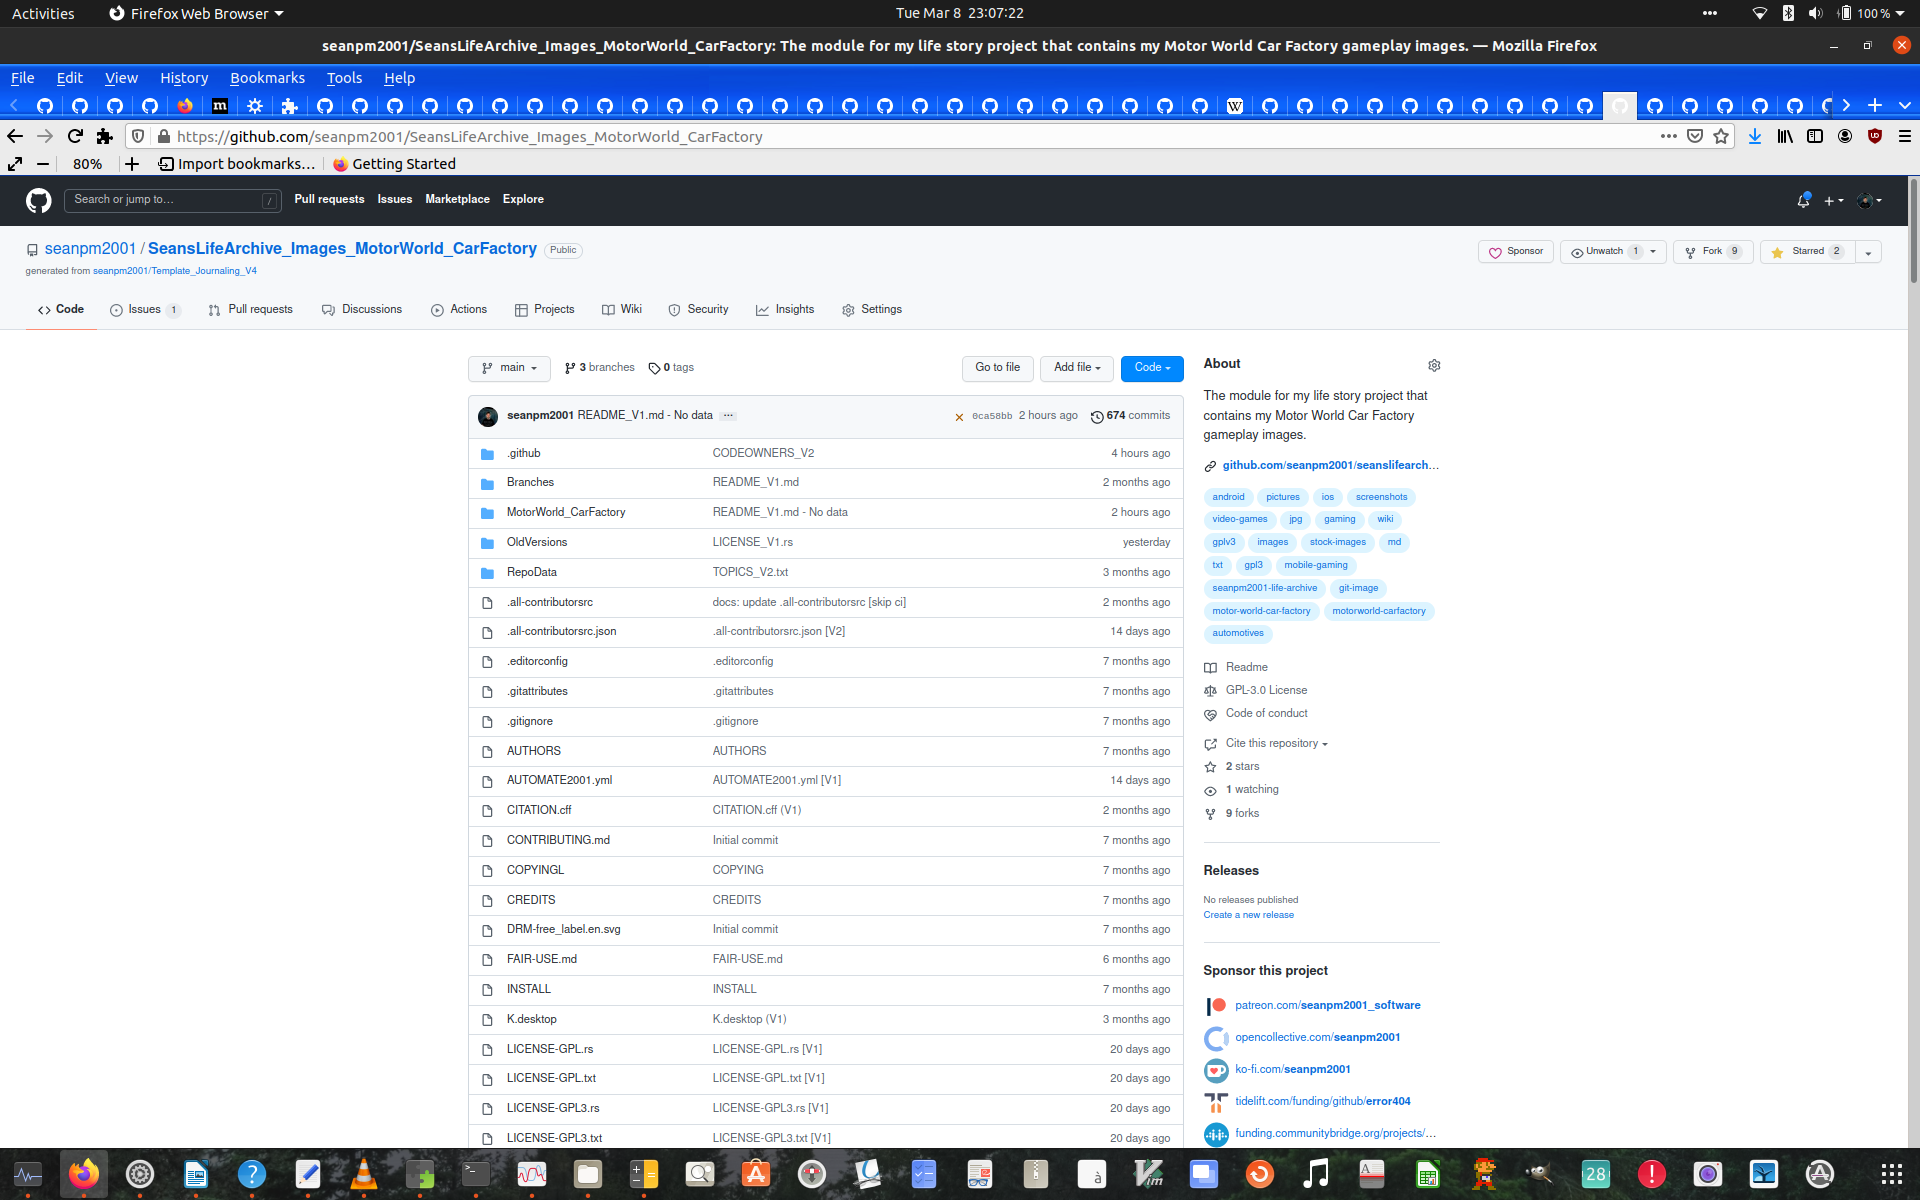 Activities Firefox Web Browser Tue Mar 8 23:07:22 100 %
seanpm2001/SeansLifeArchive_Images_MotorWorld_CarFactory: The module for my life story project that contains my Motor World Car Factory gameplay images. — Mozilla Firefox
File Edit View History Bookmarks Tools Help
https://github.com/seanpm2001/SeansLifeArchive_Images_MotorWorld_CarFactory
80% Import bookmarks... Getting Started
Search or jump to... / Pull requests Issues Marketplace Explore
seanpm2001 / SeansLifeArchive_Images_MotorWorld_CarFactory Public
Sponsor Unwatch 1 Fork 9 Starred 2
generated from seanpm2001/Template_Journaling_V4
Code Issues 1 Pull requests Discussions Actions Projects Wiki Security Insights Settings
main 3 branches 0 tags Go to file Add file Code
seanpm2001 README_V1.md - No data ... 0ca58bb 2 hours ago 674 commits
.github CODEOWNERS_V2 4 hours ago
Branches README_V1.md 2 months ago
MotorWorld_CarFactory README_V1.md - No data 2 hours ago
OldVersions LICENSE_V1.rs yesterday
RepoData TOPICS_V2.txt 3 months ago
.all-contributorsrc docs: update .all-contributorsrc [skip ci] 2 months ago
.all-contributorsrc.json .all-contributorsrc.json [V2] 14 days ago
.editorconfig .editorconfig 7 months ago
.gitattributes .gitattributes 7 months ago
.gitignore .gitignore 7 months ago
AUTHORS AUTHORS 7 months ago
AUTOMATE2001.yml AUTOMATE2001.yml [V1] 14 days ago
CITATION.cff CITATION.cff (V1) 2 months ago
CONTRIBUTING.md Initial commit 7 months ago
COPYINGL COPYING 7 months ago
CREDITS CREDITS 7 months ago
DRM-free_label.en.svg Initial commit 7 months ago
FAIR-USE.md FAIR-USE.md 6 months ago
INSTALL INSTALL 7 months ago
K.desktop K.desktop (V1) 3 months ago
LICENSE-GPL.rs LICENSE-GPL.rs [V1] 20 days ago
LICENSE-GPL.txt LICENSE-GPL.txt [V1] 20 days ago
LICENSE-GPL3.rs LICENSE-GPL3.rs [V1] 20 days ago
LICENSE-GPL3.txt LICENSE-GPL3.txt [V1] 20 days ago
About
The module for my life story project that
contains my Motor World Car Factory
gameplay images.
github.com/seanpm2001/seanslifearch...
android pictures ios screenshots
video-games jpg gaming wiki
gplv3 images stock-images md
txt gpl3 mobile-gaming
seanpm2001-life-archive git-image
motor-world-car-factory motorworld-carfactory
automotives
Readme
GPL-3.0 License
Code of conduct
Cite this repository
2 stars
1 watching
9 forks
Releases
No releases published
Create a new release
Sponsor this project
patreon.com/seanpm2001_software
opencollective.com/seanpm2001
ko-fi.com/seanpm2001
tidelift.com/funding/github/error404
funding.communitybridge.org/projects/...
28